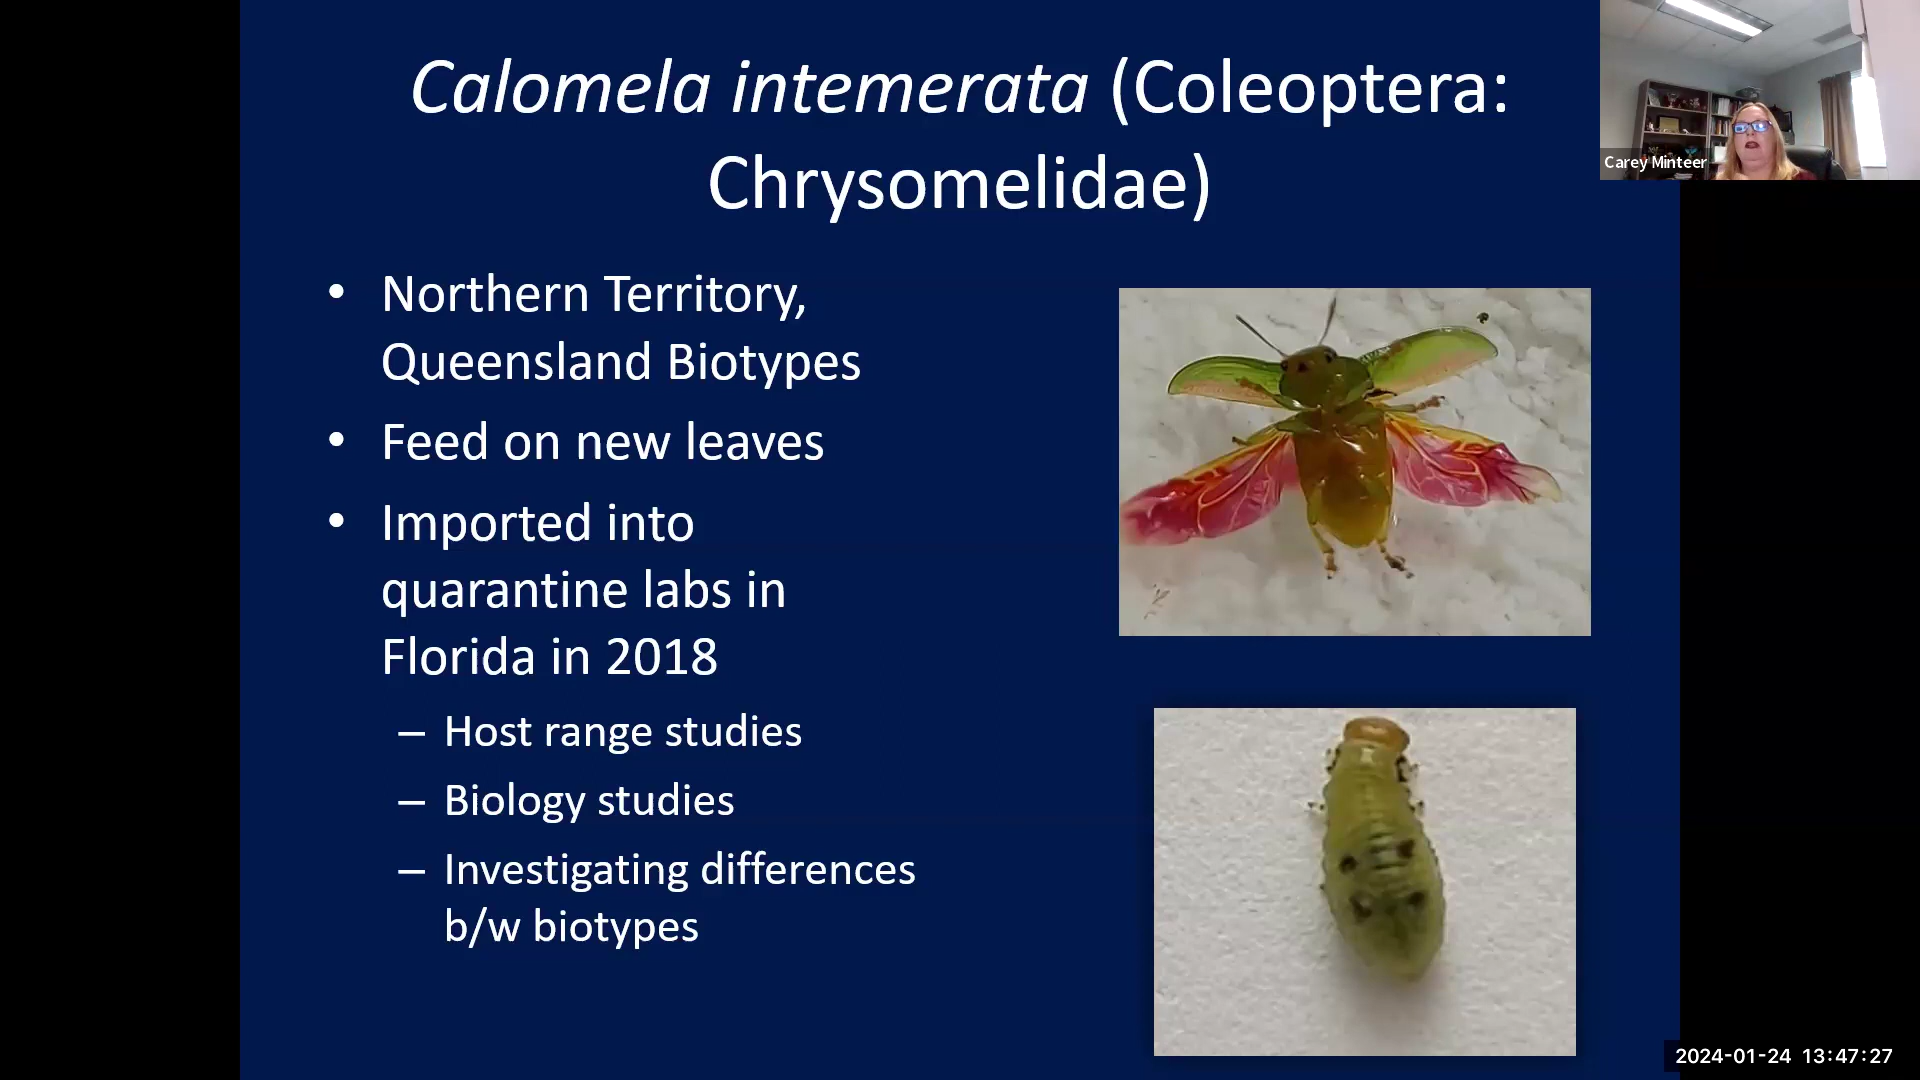 Calomela intemerata (Coleoptera:
Chrysomelidae)
Carey Minteer
• Northern Territory,
Queensland Biotypes
• Feed on new leaves
• Imported into
quarantine labs in
Florida in 2018
– Host range studies
– Biology studies
– Investigating differences
b/w biotypes
2024-01-24 13:47:27